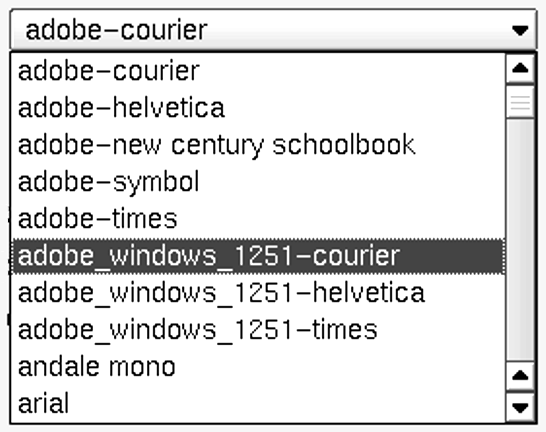 adobe-courier
adobe-courier
adobe-helvetica
adobe-new century schoolbook
adobe-symbol
adobe-times
adobe_windows_1251-courier
adobe_windows_1251-helvetica
adobe_windows_1251-times
andale mono
arial